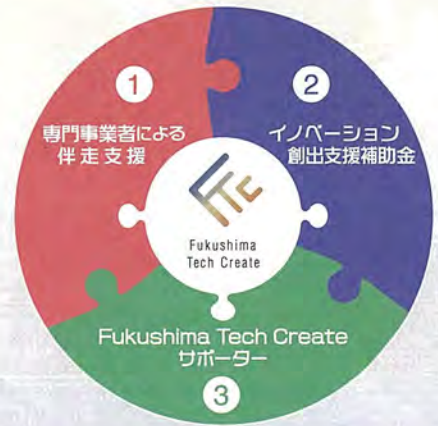 1
専門事業者による
伴走支援
2
イノベーション
創出支援補助金
FTC
Fukushima
Tech Create
Fukushima Tech Create
サポーター
3